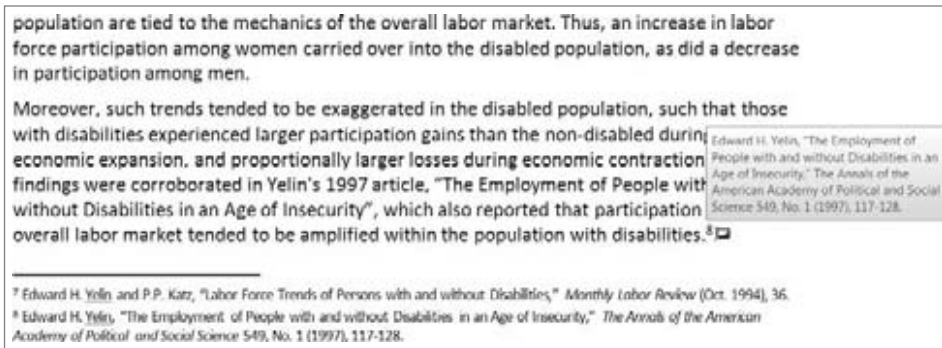 population are tied to the mechanics of the overall labor market. Thus, an increase in labor
force participation among women carried over into the disabled population, as did a decrease
in participation among men.
Moreover, such trends tended to be exaggerated in the disabled population, such that those
with disabilities experienced larger participation gains than the non-disabled during
economic expansion, and proportionally larger losses during economic contraction
findings were corroborated in Yelin's 1997 article, "The Employment of People with
without Disabilities in an Age of Insecurity", which also reported that participation
overall labor market tended to be amplified within the population with disabilities.⁸
Edward H. Yelin, "The Employment of
People with and without Disabilities in an
Age of Insecurity," The Annals of the
American Academy of Political and Social
Science 549, No. 1 (1997), 117-128.
⁷ Edward H. Yelin and P.P. Katz, "Labor Force Trends of Persons with and without Disabilities," Monthly Labor Review (Oct. 1994), 36.
⁸ Edward H. Yelin, "The Employment of People with and without Disabilities in an Age of Insecurity," The Annals of the American
Academy of Political and Social Science 549, No. 1 (1997), 117-128.